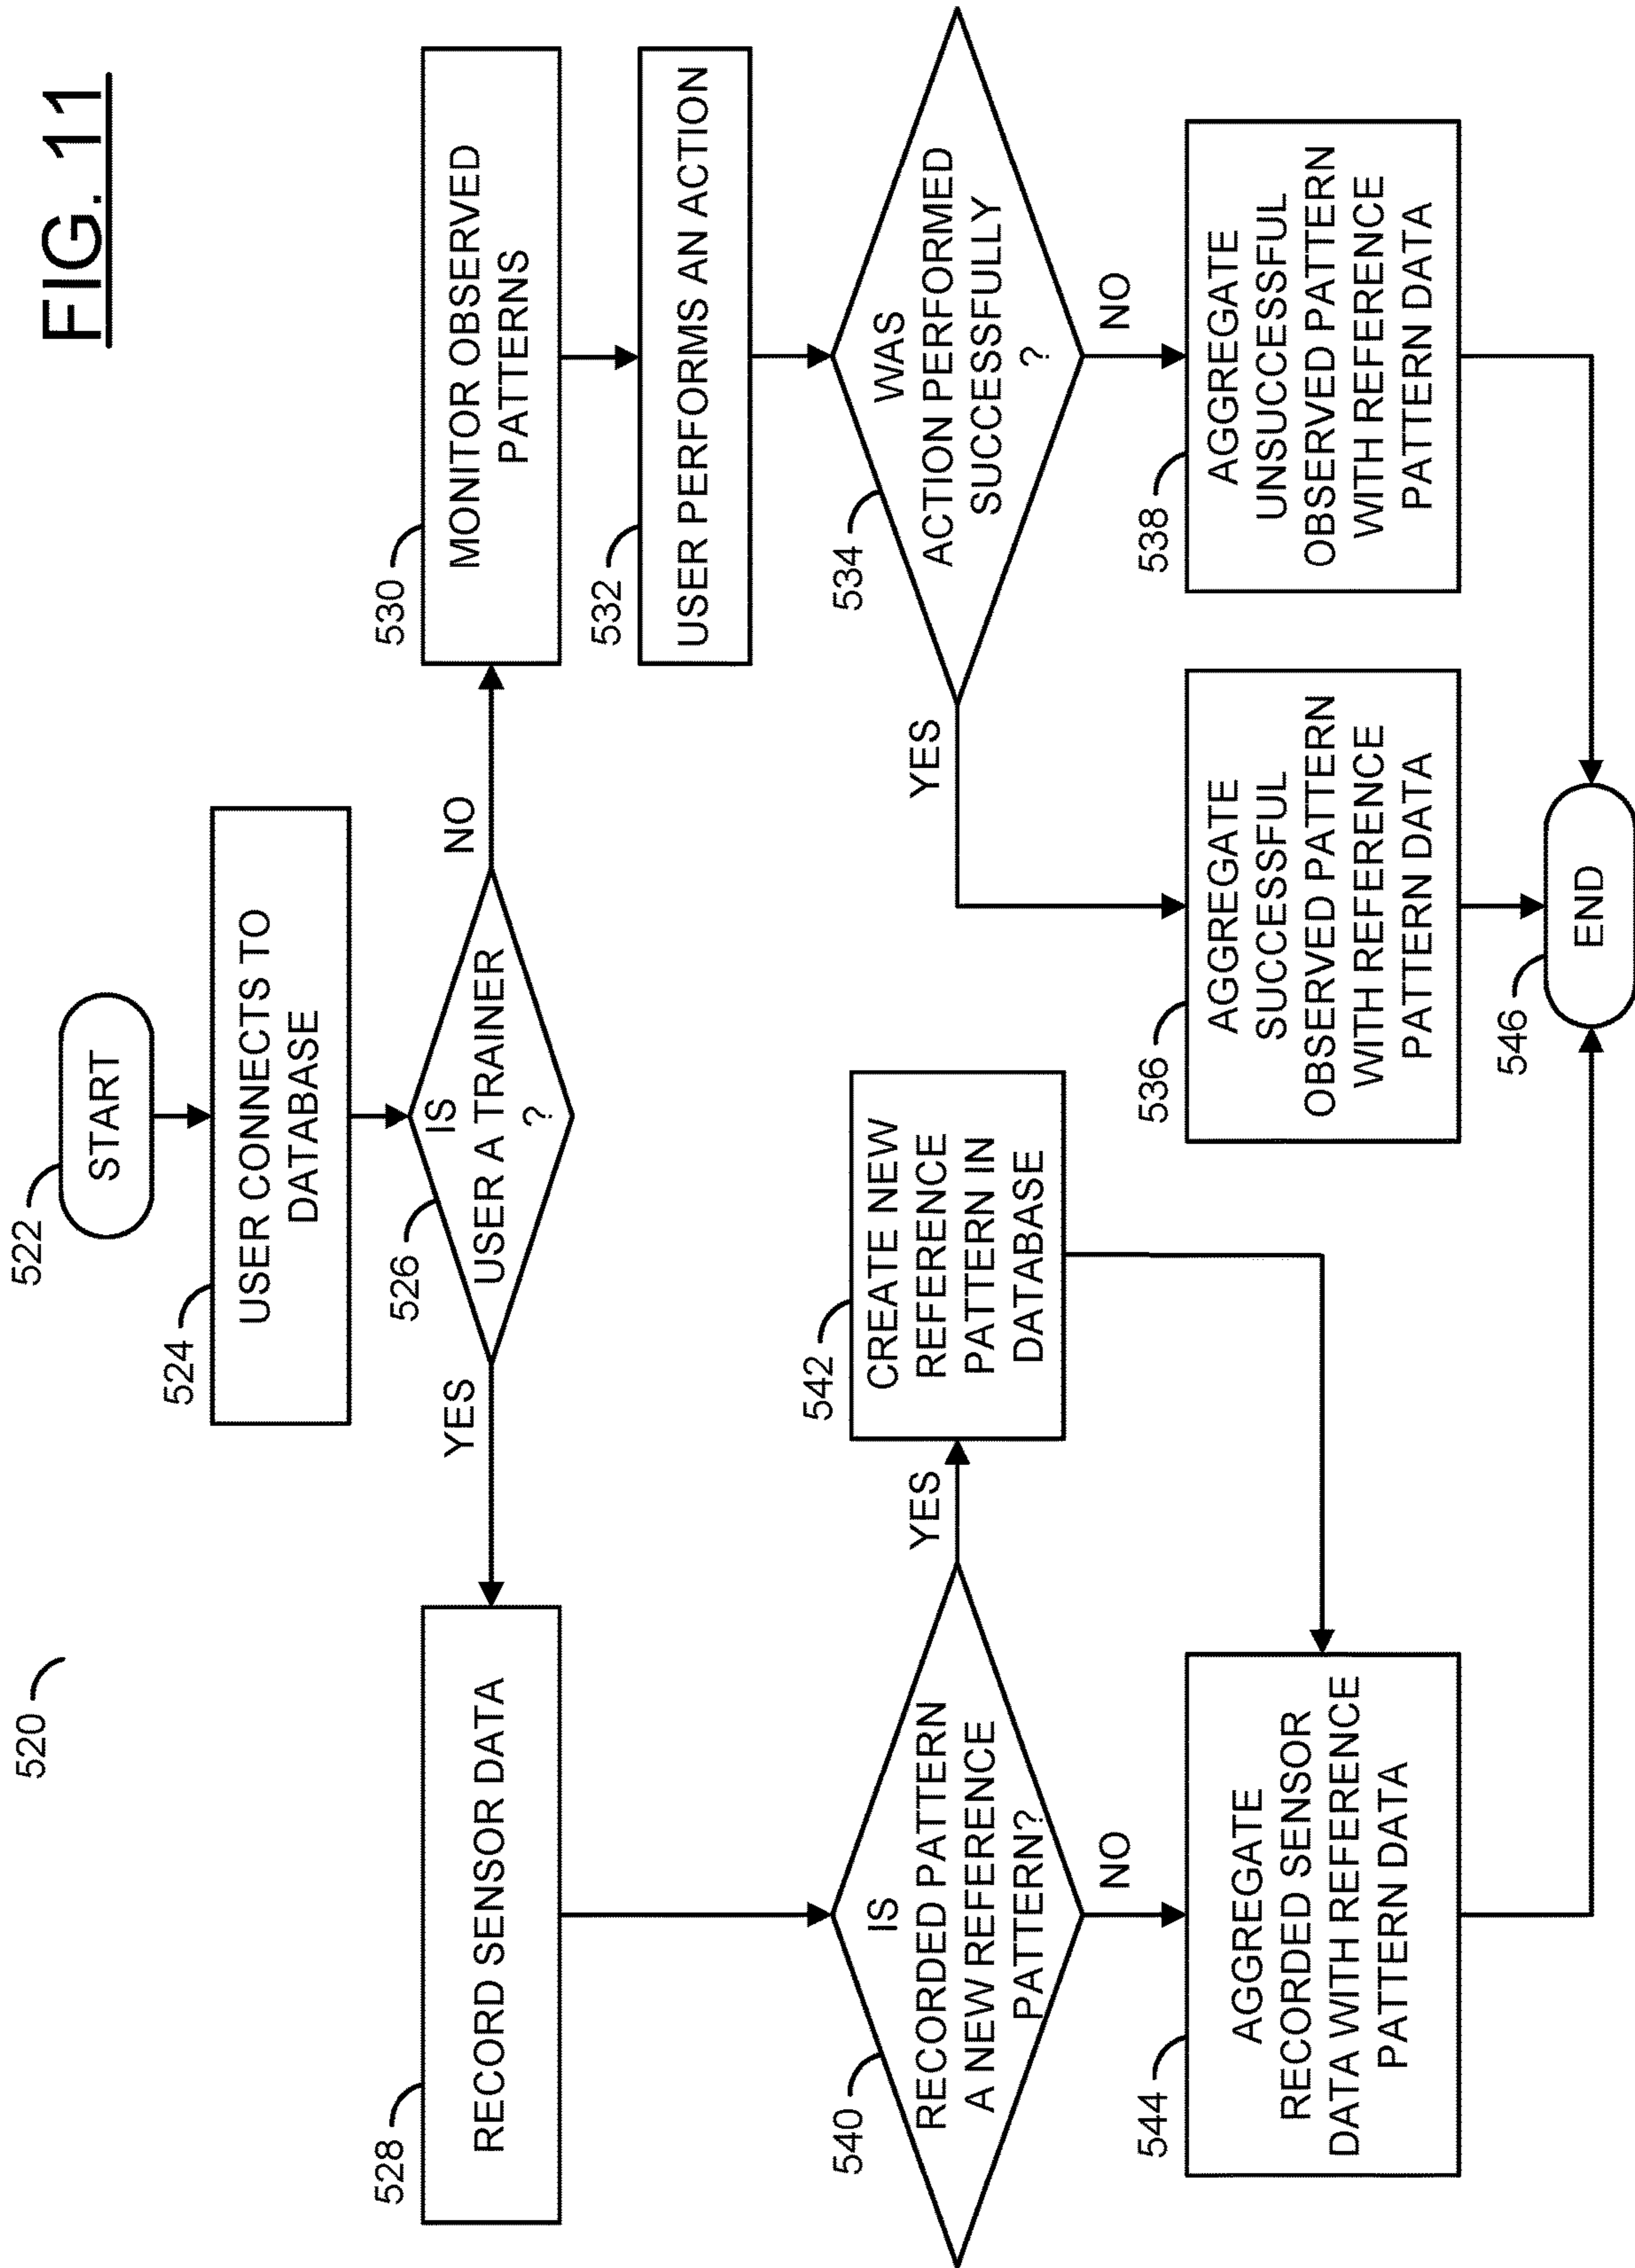 FIG. 11
520
522
START
524
USER CONNECTS TO
DATABASE
526
IS
USER A TRAINER
?
YES
NO
528
RECORD SENSOR DATA
530
MONITOR OBSERVED
PATTERNS
532
USER PERFORMS AN ACTION
540
IS
RECORDED PATTERN
A NEW REFERENCE
PATTERN?
YES
NO
542
CREATE NEW
REFERENCE
PATTERN IN
DATABASE
534
WAS
ACTION PERFORMED
SUCCESSFULLY
?
YES
NO
544
AGGREGATE
RECORDED SENSOR
DATA WITH REFERENCE
PATTERN DATA
536
AGGREGATE
SUCCESSFUL
OBSERVED PATTERN
WITH REFERENCE
PATTERN DATA
538
AGGREGATE
UNSUCCESSFUL
OBSERVED PATTERN
WITH REFERENCE
PATTERN DATA
546
END